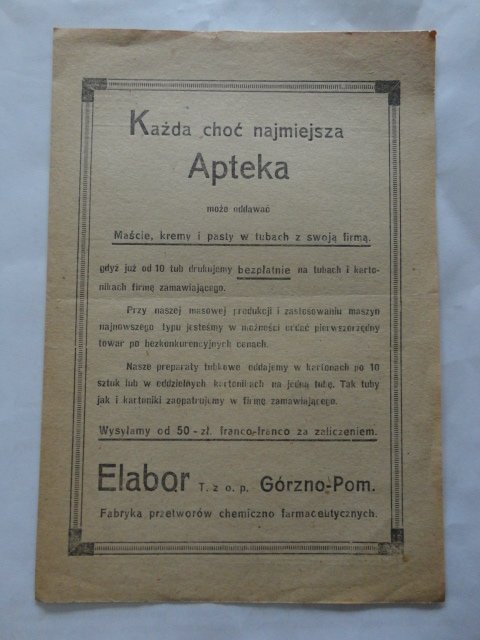 Każda choć najmiejsza
Apteka
może oddawać
Maście, kremy i pasty w tubach z swoją firmą.
gdyż już od 10 tub drukujemy bezpłatnie na tubach i karto-
nikach firmę zamawiającego.
Przy naszej masowej produkcji i zastosowaniu maszyn
najnowszego typu jesteśmy w możności oddać pierwszorzędny
towar po bezkonkurencyjnych cenach.
Nasze preparaty tubkowe oddajemy w kartonach po 10
sztuk lub w oddzielnych kartonikach na jedną tubę. Tak tuby
jak i kartoniki zaopatrujemy w firmę zamawiającego.
Wysyłamy od 50 - zł. franco-franco za zaliczeniem.
Elabor T. z o. p. Górzno-Pom.
Fabryka przetworów chemiczno farmaceutycznych.